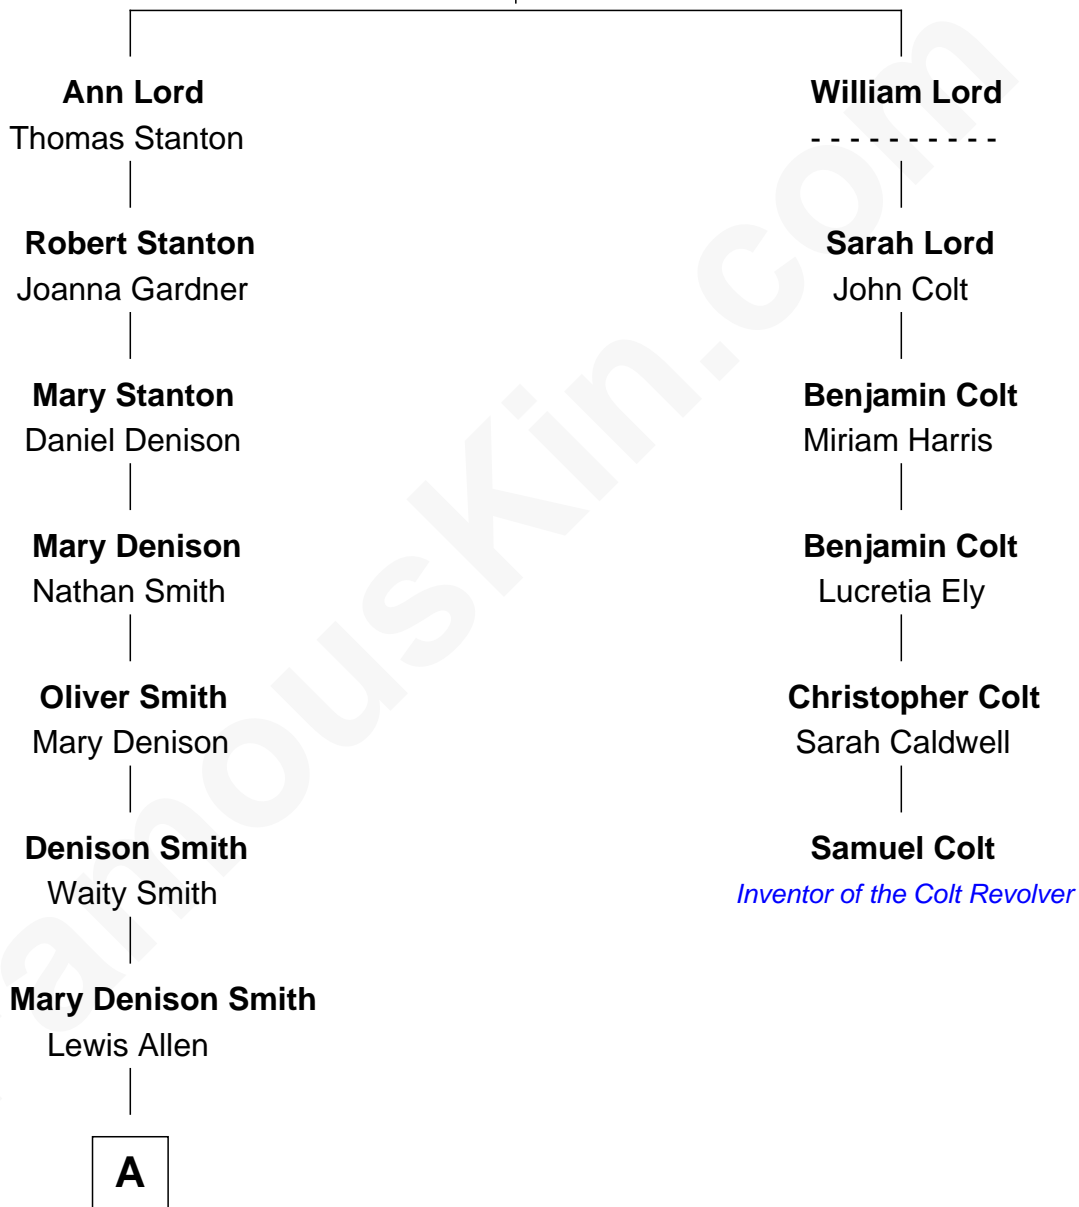 Ann Lord
Thomas Stanton
William Lord
- - - - - - - - - -
Robert Stanton
Joanna Gardner
Sarah Lord
John Colt
Mary Stanton
Daniel Denison
Benjamin Colt
Miriam Harris
Mary Denison
Nathan Smith
Benjamin Colt
Lucretia Ely
Oliver Smith
Mary Denison
Christopher Colt
Sarah Caldwell
Denison Smith
Waity Smith
Samuel Colt
Inventor of the Colt Revolver
Mary Denison Smith
Lewis Allen
A
amouskin.com